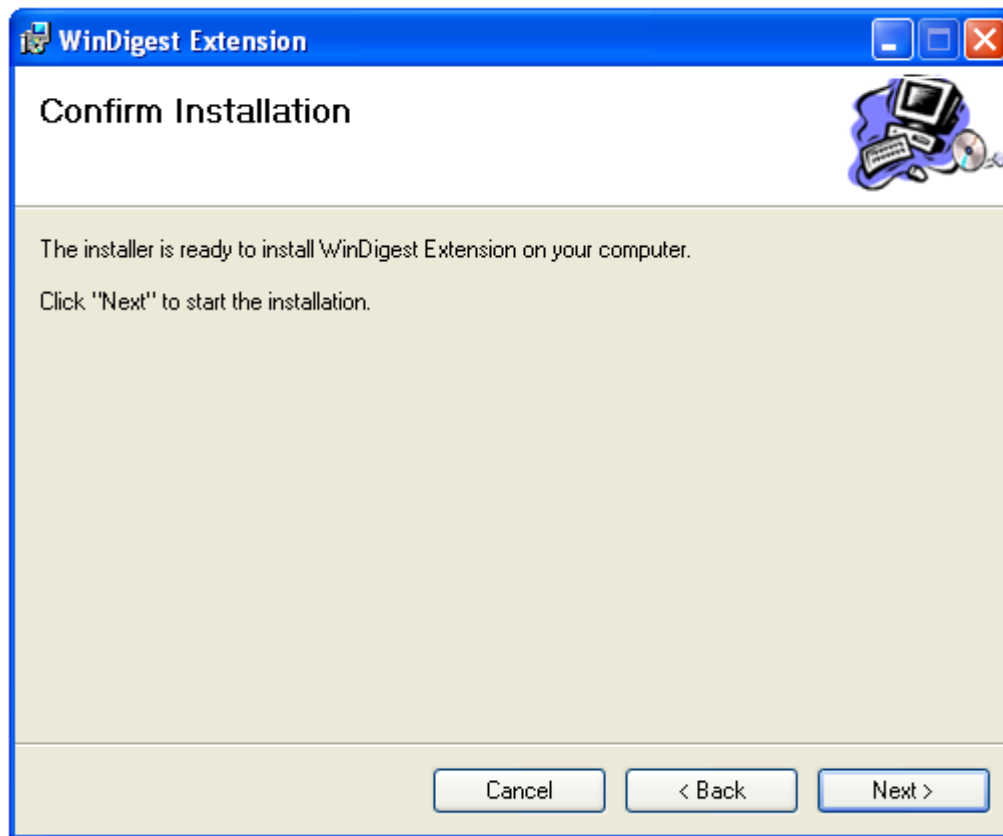 WinDigest Extension
Confirm Installation
The installer is ready to install WinDigest Extension on your computer.
Click "Next" to start the installation.
Cancel
< Back
Next >